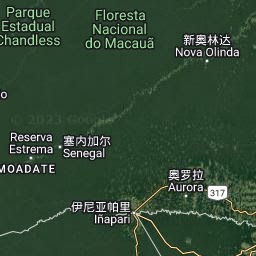 Parque
Estadual
Chandless
Floresta
Nacional
do Macauã
新奥林达
Nova Olinda
o
© 2023 Google
Reserva
Estrema
塞内加尔
Senegal
MOADATE
奥罗拉
Aurora
317
伊尼亚帕里
Iñapari